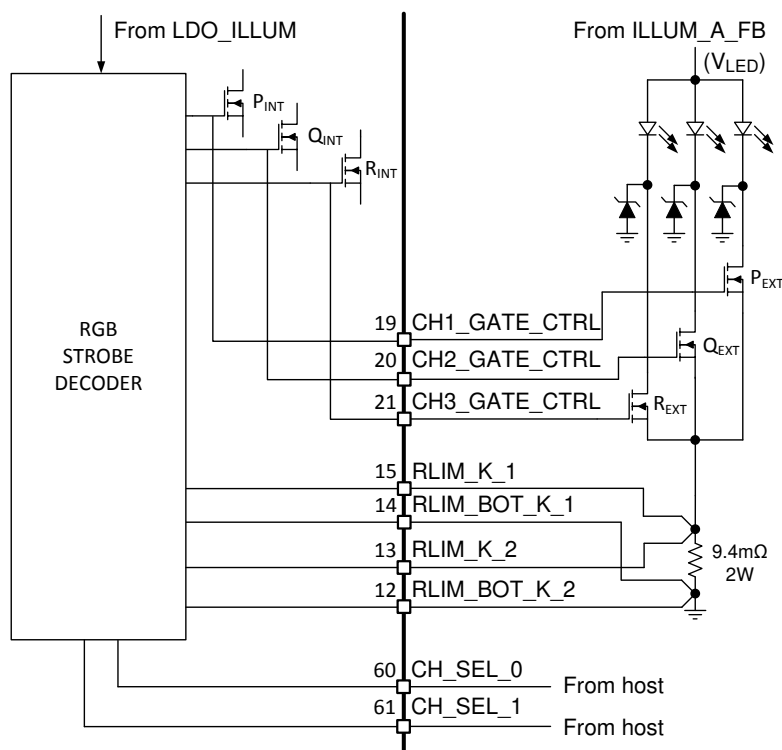 From LDO_ILLUM
From ILLUM_A_FB
(VLED)
PINT
QINT
RINT
RGB
STROBE
DECODER
PEXT
QEXT
REXT
19 CH1_GATE_CTRL
20 CH2_GATE_CTRL
21 CH3_GATE_CTRL
15 RLIM_K_1
14 RLIM_BOT_K_1
13 RLIM_K_2
12 RLIM_BOT_K_2
9.4mΩ
2W
60 CH_SEL_0 From host
61 CH_SEL_1 From host